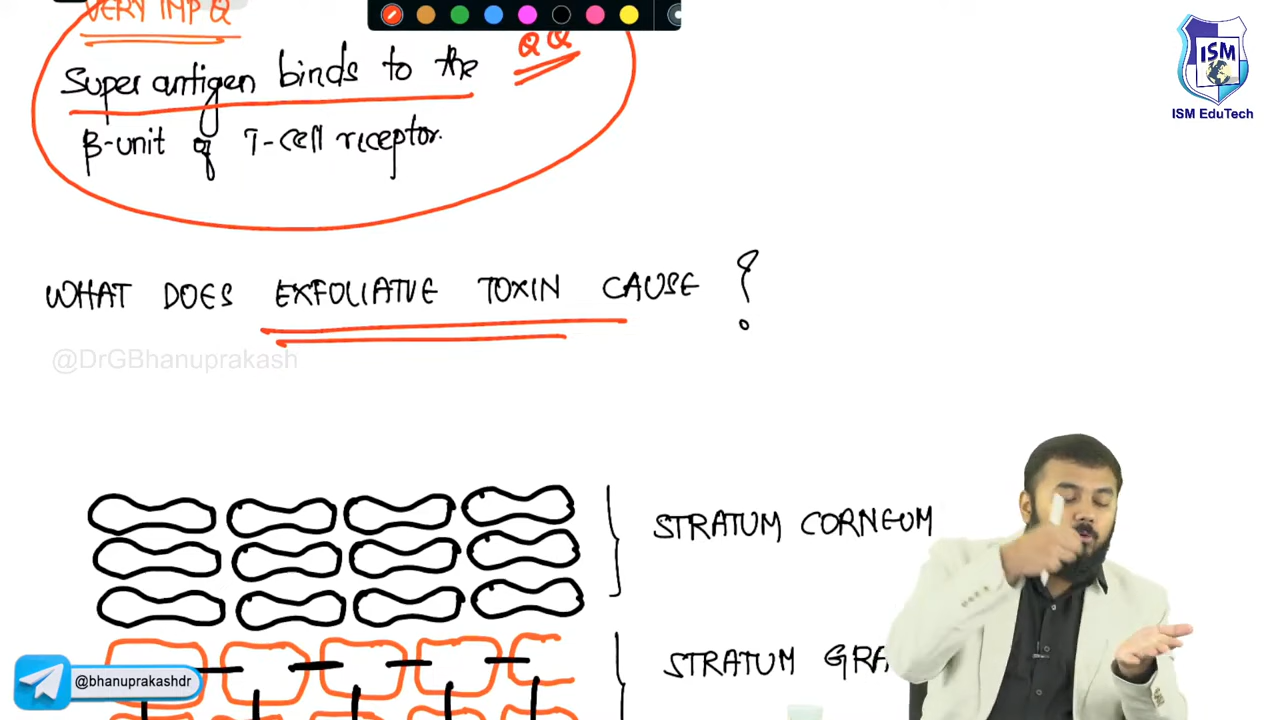 VERY IMP Q
Q Q
Super antigen binds to the
β-unit of T-cell receptor.
WHAT DOES EXFOLIATIVE TOXIN CAUSE ?
@DrGBhanuprakash
STRATUM CORNEUM
STRATUM GRA
@bhanuprakashdr
ISM
ISM EduTech